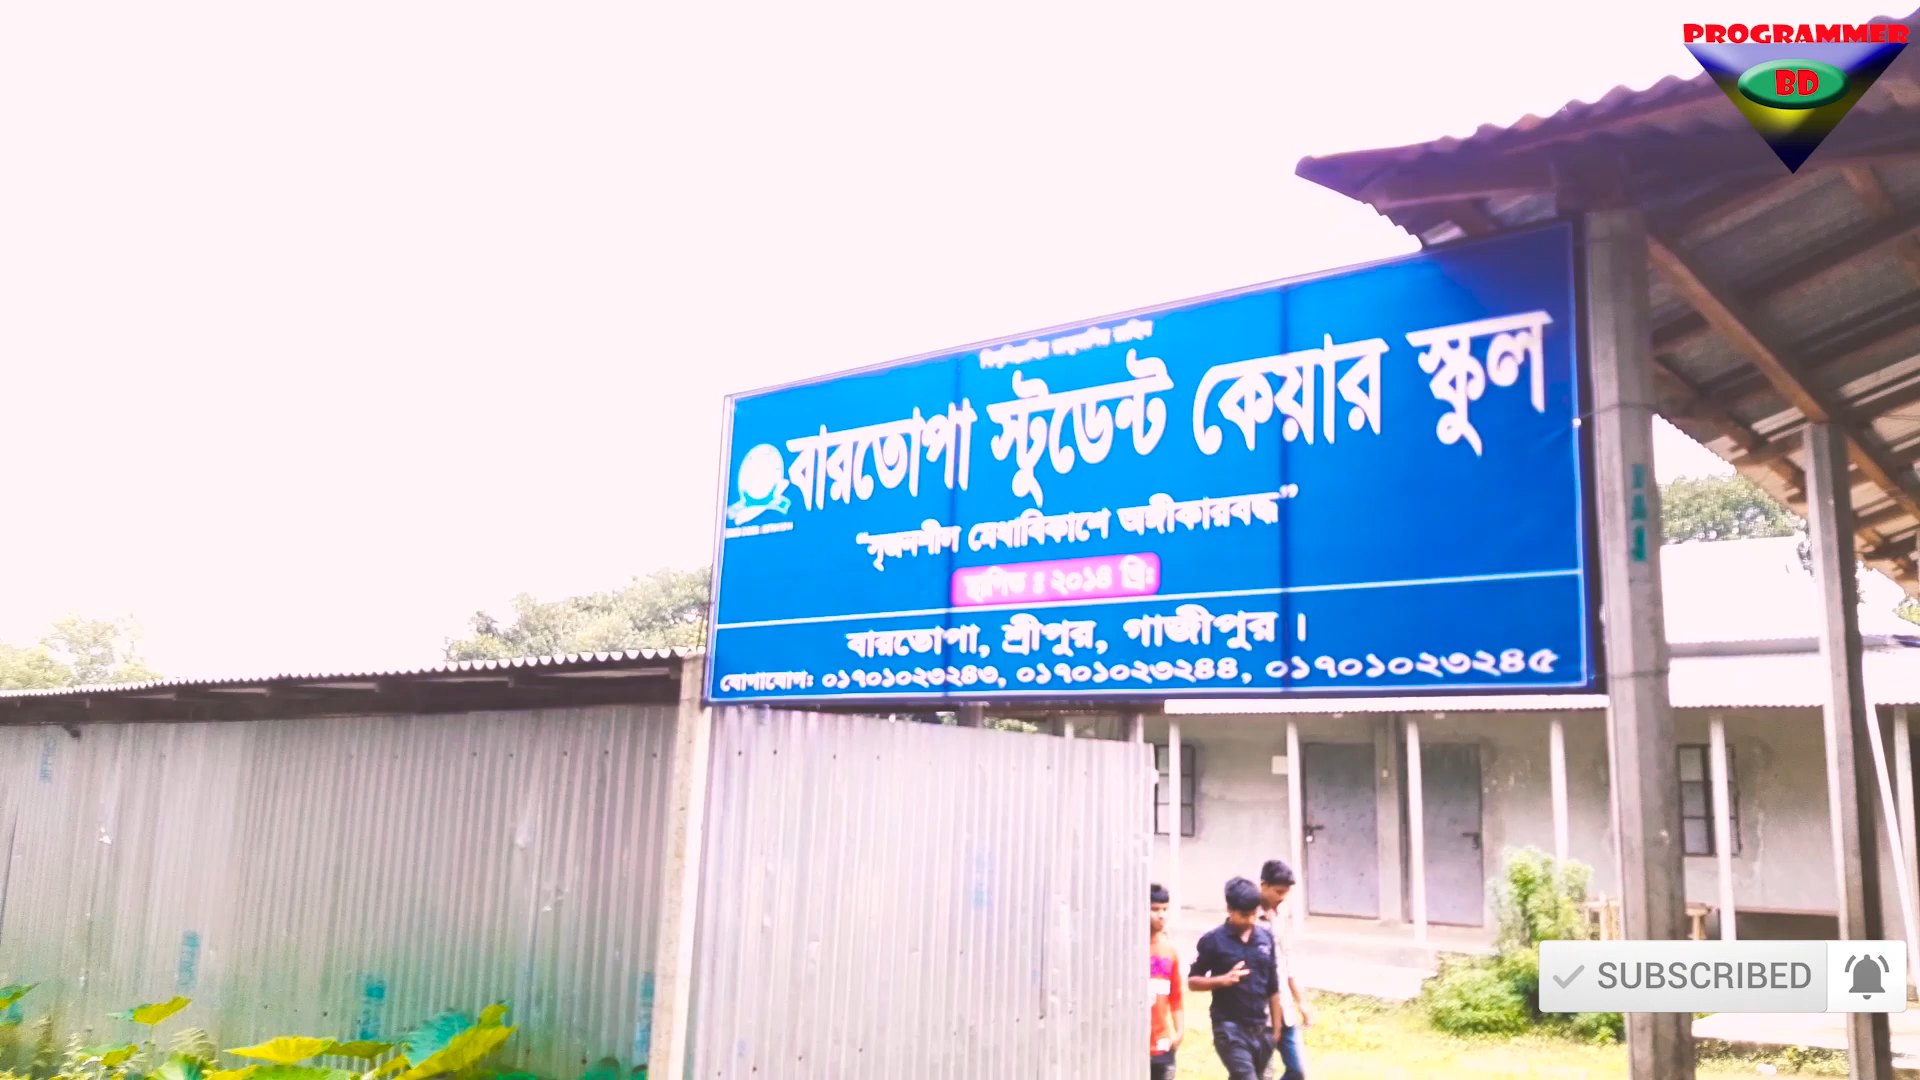 PROGRAMMER
BD
বারতোপা স্টুডেন্ট কেয়ার স্কুল
“সৃজনশীল মেধাবিকাশে অঙ্গীকারবদ্ধ”
স্থাপিত : ২০১৪ খ্রিঃ
বারতোপা, শ্রীপুর, গাজীপুর ।
যোগাযোগ: ০১৭০১০২৩২৪৩, ০১৭০১০২৩২৪৪, ০১৭০১০২৩২৪৫
SUBSCRIBED